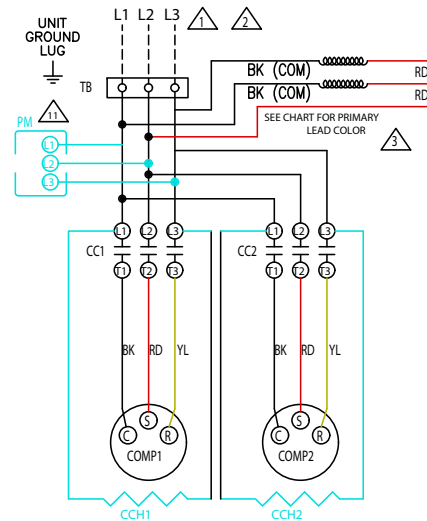 L1 L2 L3 1 2
UNIT
GROUND
LUG
TB
BK (COM)
RD
BK (COM)
RD
SEE CHART FOR PRIMARY
LEAD COLOR
3
PM 11
L1
L2
L3
L1 L2 L3 L1 L2 L3
CC1 CC2
T1 T2 T3 T1 T2 T3
BK RD YL BK RD YL
S S
C R C R
COMP1 COMP2
CCH1 CCH2